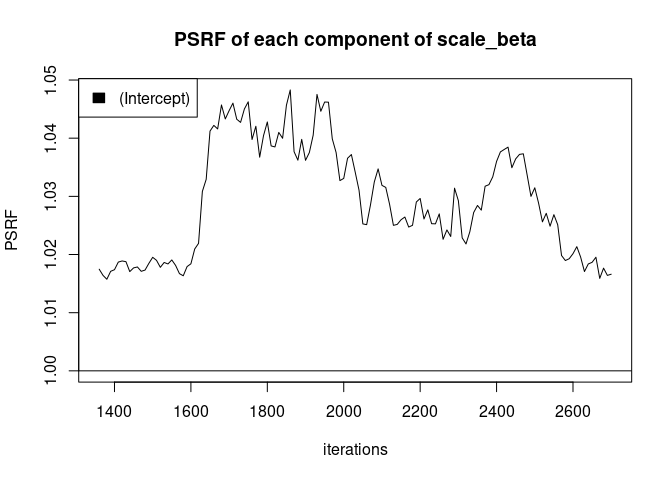 PSRF of each component of scale_beta
(Intercept)
PSRF
1.05
1.04
1.03
1.02
1.01
1.00
1400 1600 1800 2000 2200 2400 2600
iterations